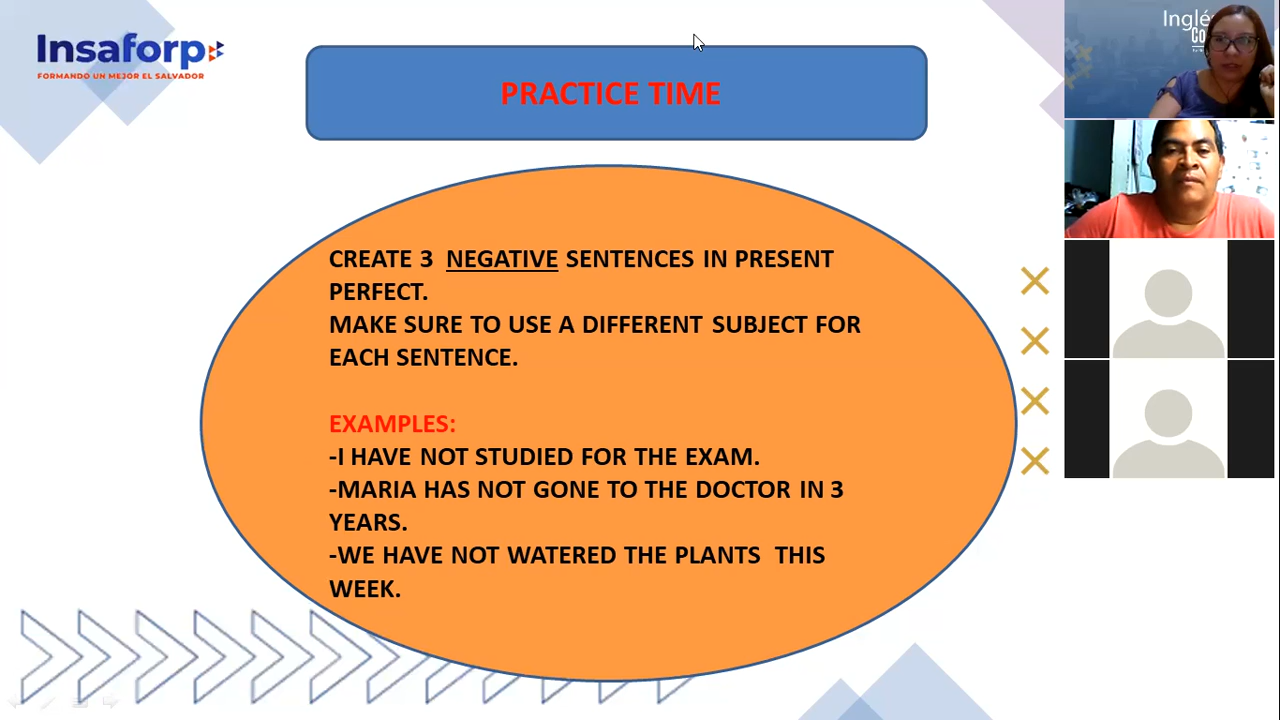 Insaforp
FORMANDO UN MEJOR EL SALVADOR
PRACTICE TIME
CREATE 3 NEGATIVE SENTENCES IN PRESENT
PERFECT.
MAKE SURE TO USE A DIFFERENT SUBJECT FOR
EACH SENTENCE.
EXAMPLES:
-I HAVE NOT STUDIED FOR THE EXAM.
-MARIA HAS NOT GONE TO THE DOCTOR IN 3
YEARS.
-WE HAVE NOT WATERED THE PLANTS THIS
WEEK.